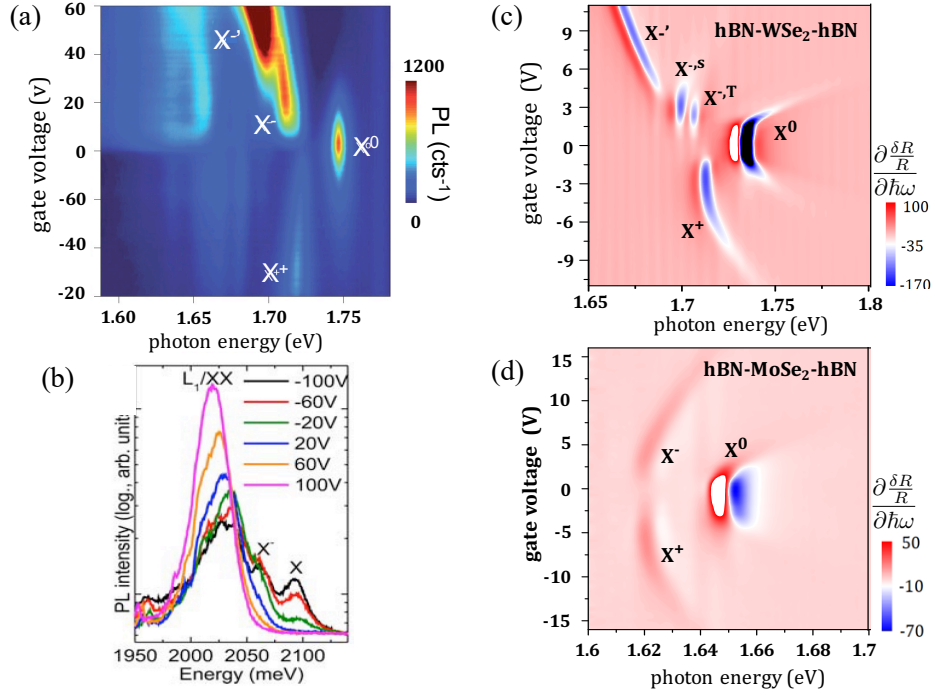 (a)
60
40
20
0
-60
-40
-20
gate voltage (v)
X-'
X-
X0
X+
1.60
1.65
1.70
1.75
photon energy (eV)
1200
0
PL (cts-1)
(b)
L1/XX
-100V
-60V
-20V
20V
60V
100V
X-
X
PL intensity (log., arb. units
1950
2000
2050
2100
Energy (meV)
(c)
hBN-WSe2-hBN
9
6
3
0
-3
-6
-9
gate voltage (V)
X-'
X-,S
X-,T
X0
X+
1.65
1.7
1.75
1.8
photon energy (eV)
∂ δR/R
∂ħω
100
-35
-170
(d)
hBN-MoSe2-hBN
15
10
5
0
-5
-10
-15
gate voltage (V)
X-
X0
X+
1.6
1.62
1.64
1.66
1.68
1.7
photon energy (eV)
∂ δR/R
∂ħω
50
-10
-70